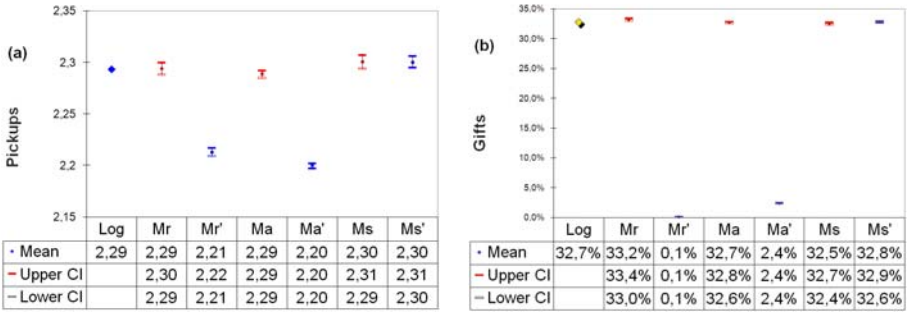 (a)
Pickups
2,35
2,3
2,25
2,2
2,15
Log Mr Mr' Ma Ma' Ms Ms'
Mean 2,29 2,29 2,21 2,29 2,20 2,30 2,30
Upper CI 2,30 2,22 2,29 2,20 2,31 2,31
Lower CI 2,29 2,21 2,29 2,20 2,29 2,30
(b)
Gifts
35,0%
30,0%
25,0%
20,0%
15,0%
10,0%
5,0%
0,0%
Log Mr Mr' Ma Ma' Ms Ms'
Mean 32,7% 33,2% 0,1% 32,7% 2,4% 32,5% 32,8%
Upper CI 33,4% 0,1% 32,8% 2,4% 32,7% 32,9%
Lower CI 33,0% 0,1% 32,6% 2,4% 32,4% 32,6%